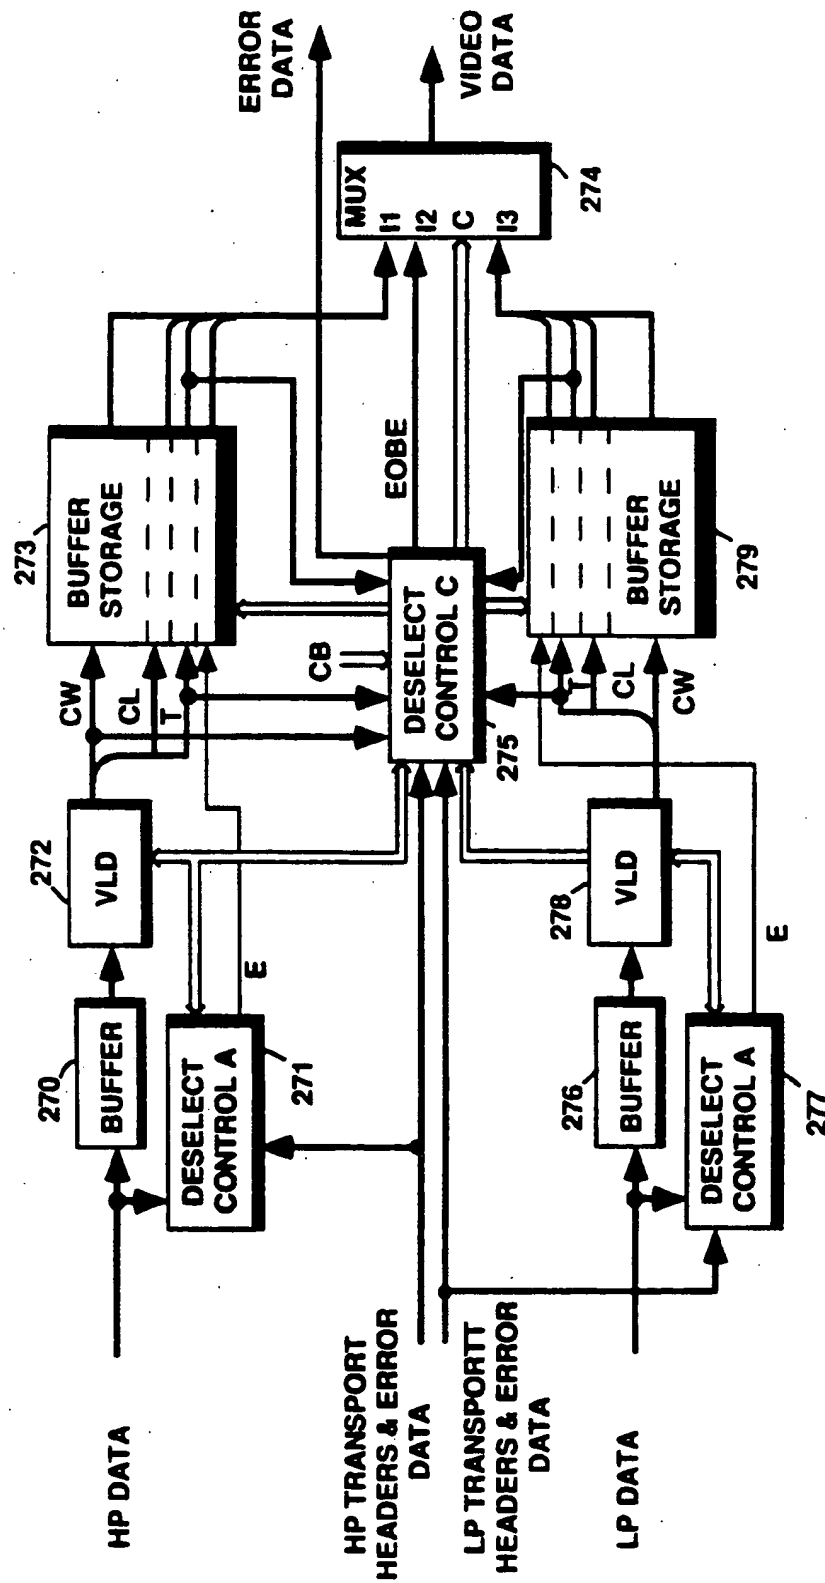 HP DATA
270
BUFFER
DESELECT
CONTROL A
271
272
VLD
E
CW
CL
T
273
BUFFER
STORAGE
ERROR
DATA
HP TRANSPORT
HEADERS & ERROR
DATA
LP TRANSPORTT
HEADERS & ERROR
DATA
CB
DESELECT
CONTROL C
275
EOBE
MUX
I1
I2
C
I3
274
VIDEO
DATA
LP DATA
276
BUFFER
DESELECT
CONTROL A
277
278
VLD
E
T
CL
CW
BUFFER
STORAGE
279